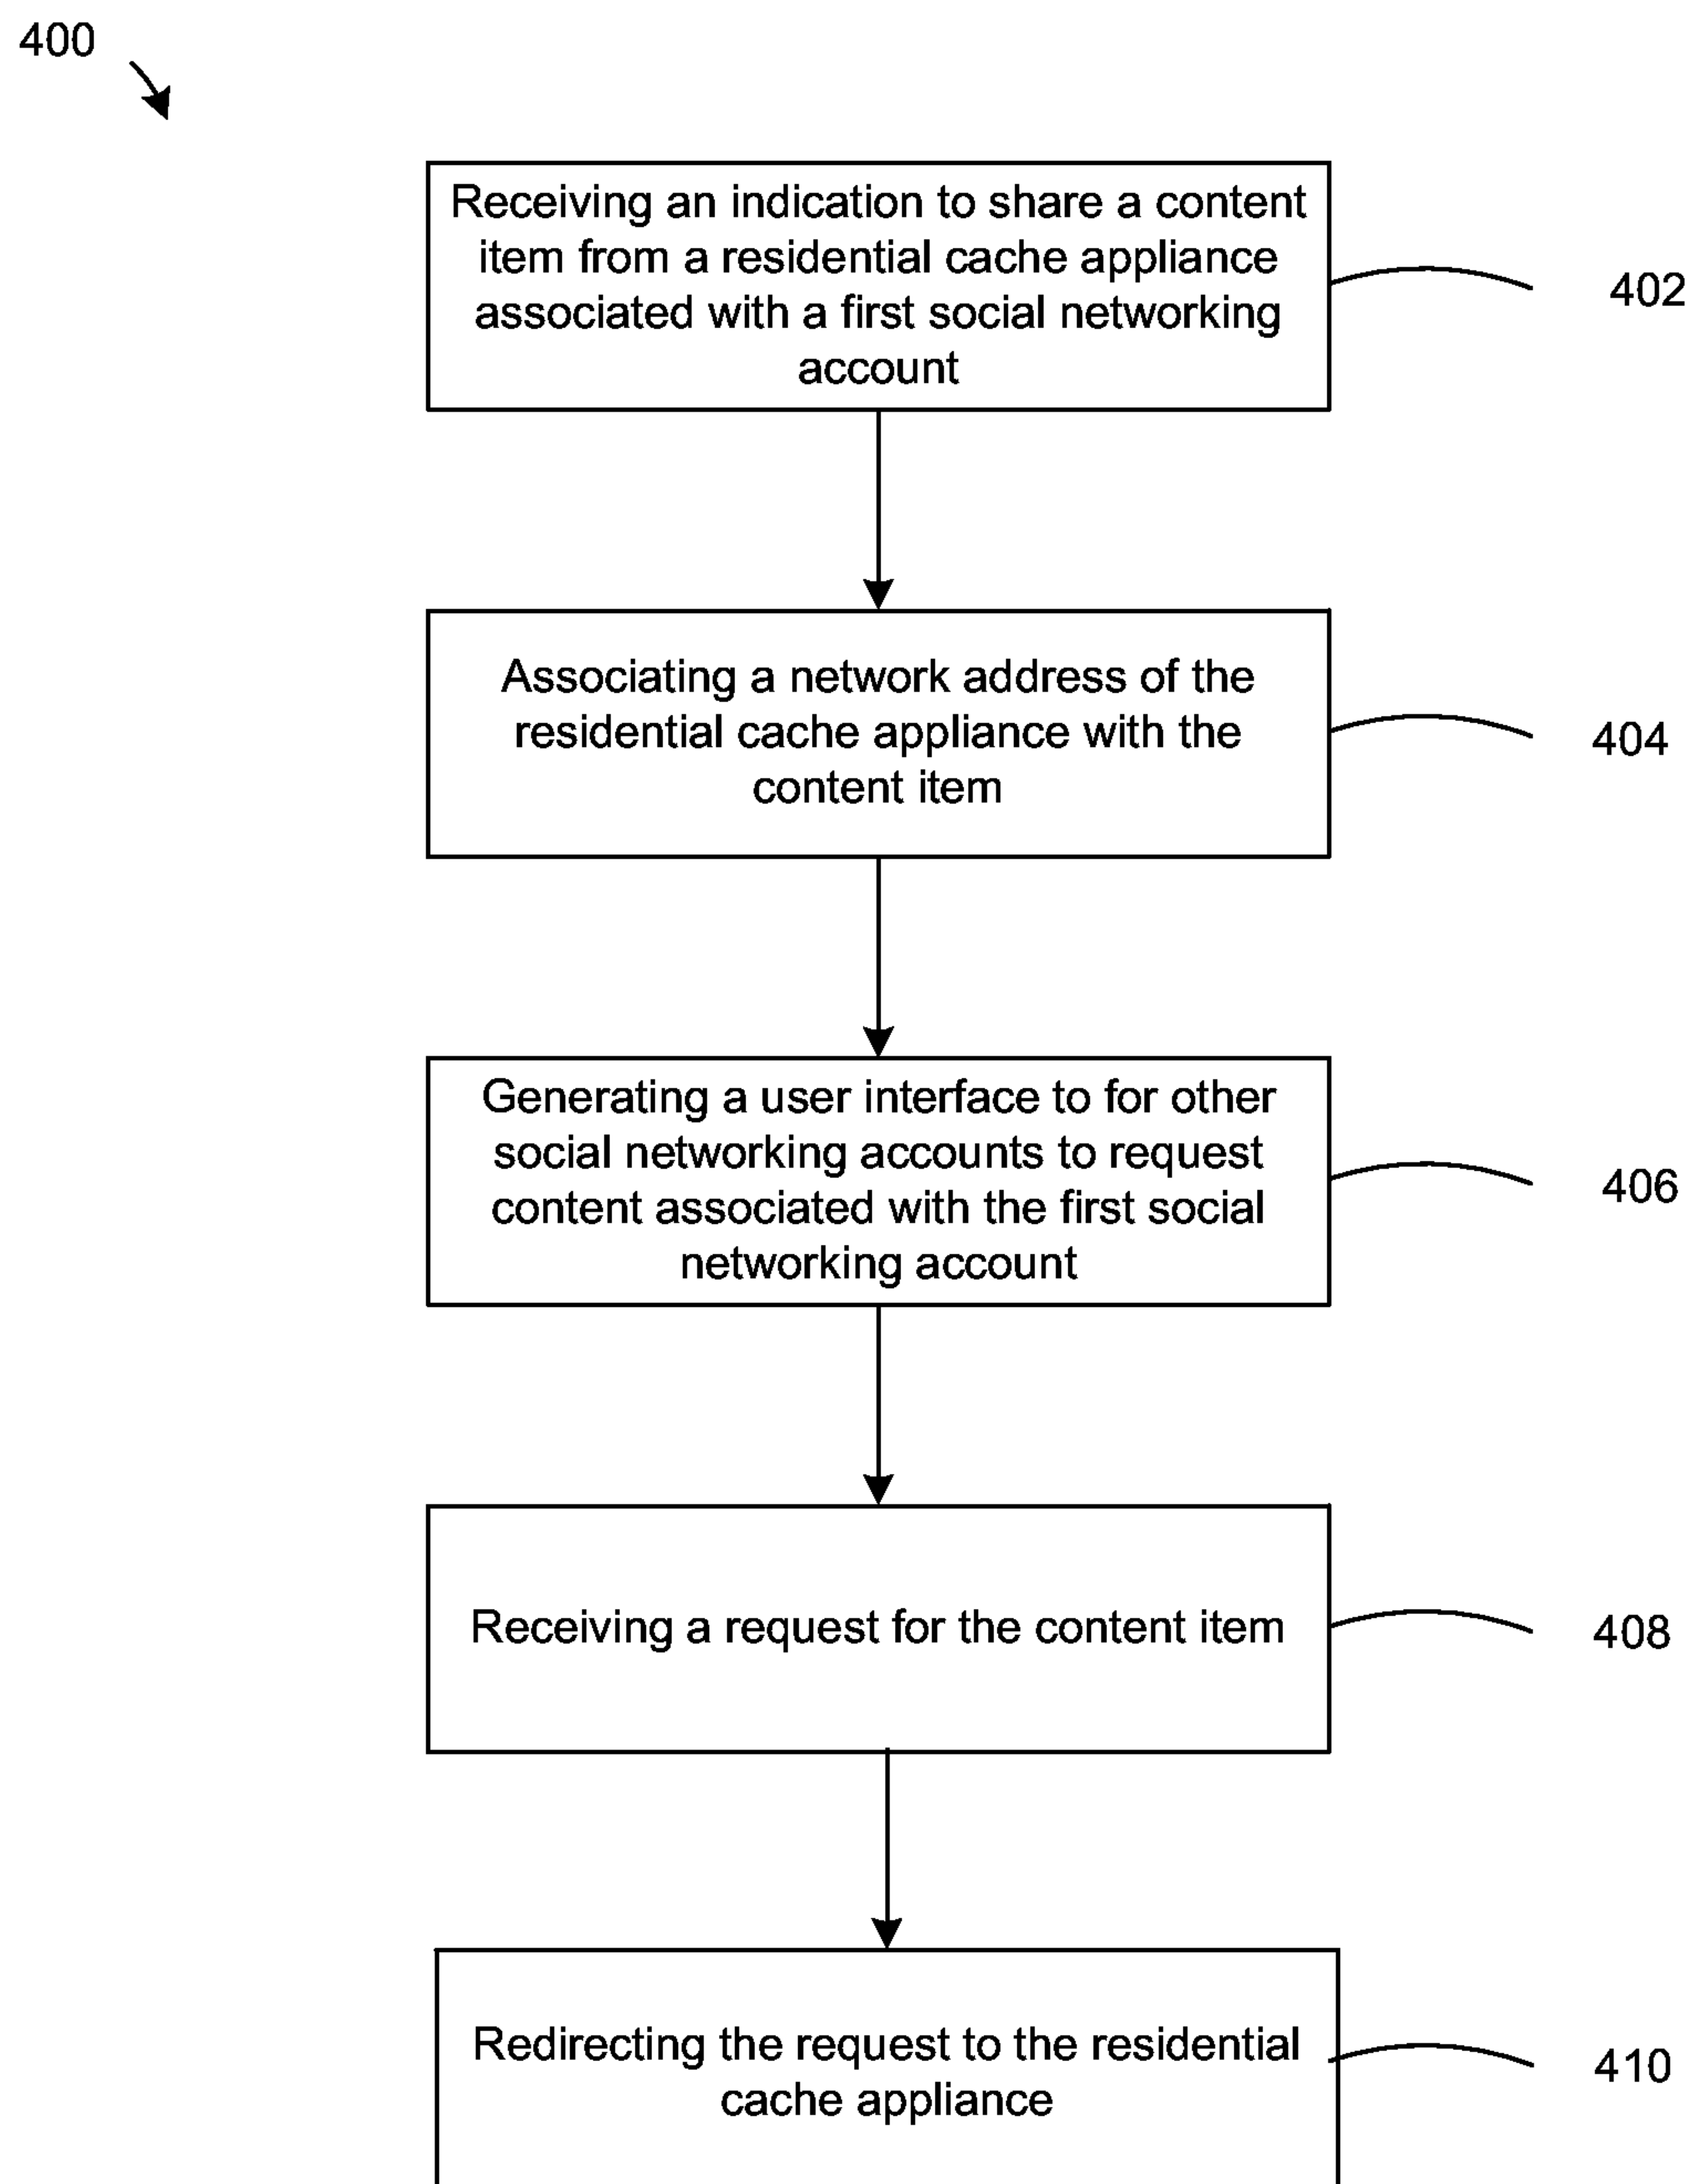 400
Receiving an indication to share a content
item from a residential cache appliance
associated with a first social networking
account
402
Associating a network address of the
residential cache appliance with the
content item
404
Generating a user interface to for other
social networking accounts to request
content associated with the first social
networking account
406
Receiving a request for the content item
408
Redirecting the request to the residential
cache appliance
410